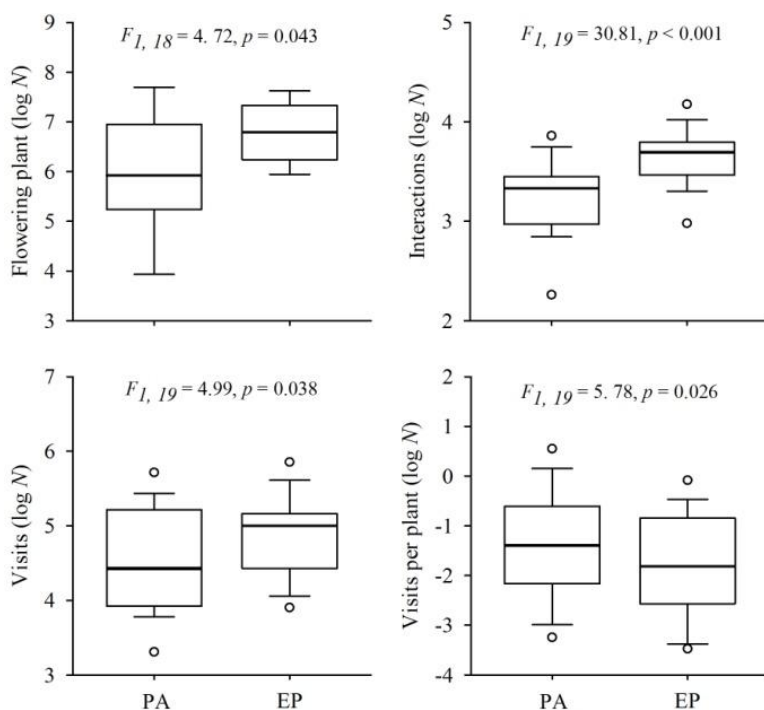 Flowering plant (log N)
9
8
7
6
5
4
3
F1, 18 = 4. 72, p = 0.043
Interactions (log N)
5
4
3
2
F1, 19 = 30.81, p < 0.001
Visits (log N)
7
6
5
4
3
F1, 19 = 4.99, p = 0.038
PA
EP
Visits per plant (log N)
2
1
0
-1
-2
-3
-4
F1, 19 = 5. 78, p = 0.026
PA
EP